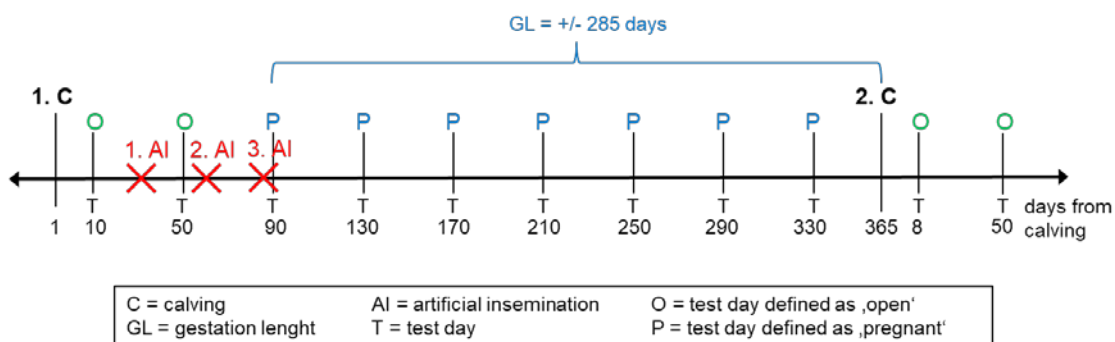 GL = +/- 285 days
1. C
2. C
O O P P P P P P P O O
1. AI 2. AI 3. AI
T T T T T T T T T T T
days from
1 10 50 90 130 170 210 250 290 330 365 8 50
calving
C = calving AI = artificial insemination O = test day defined as ‚open‘
GL = gestation lenght T = test day P = test day defined as ‚pregnant‘